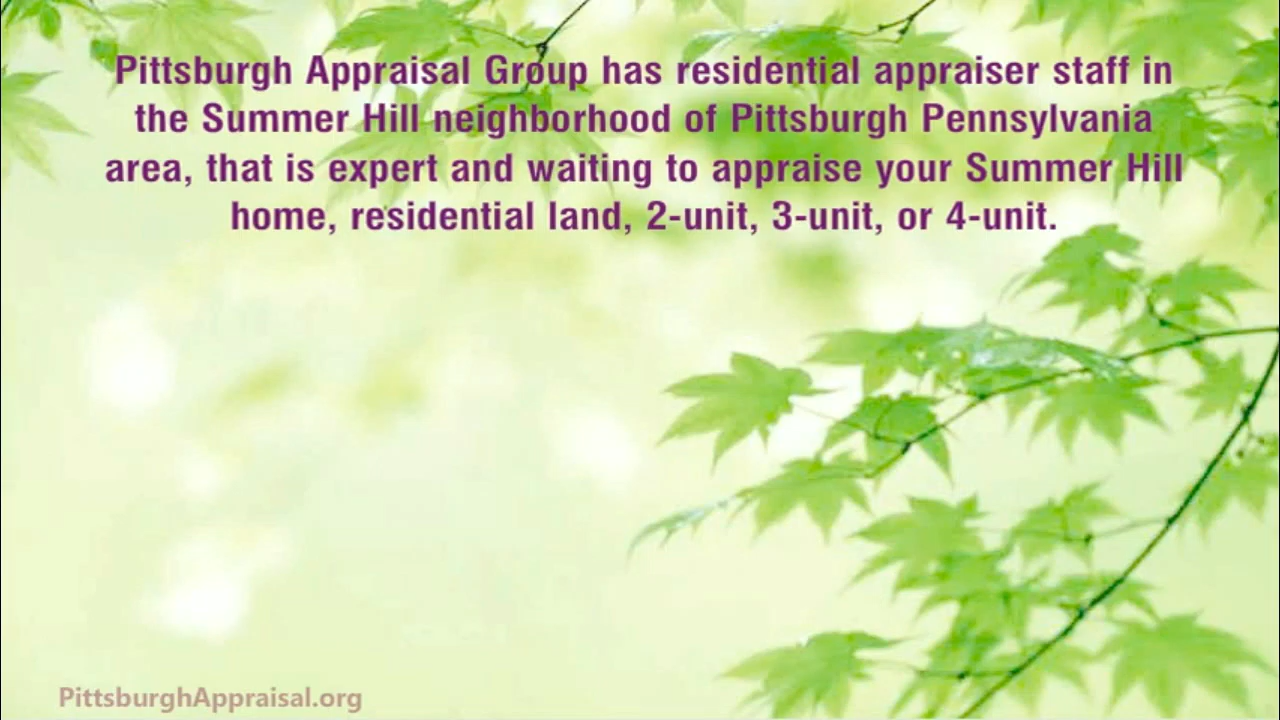 Pittsburgh Appraisal Group has residential appraiser staff in
the Summer Hill neighborhood of Pittsburgh Pennsylvania
area, that is expert and waiting to appraise your Summer Hill
home, residential land, 2-unit, 3-unit, or 4-unit.
PittsburghAppraisal.org